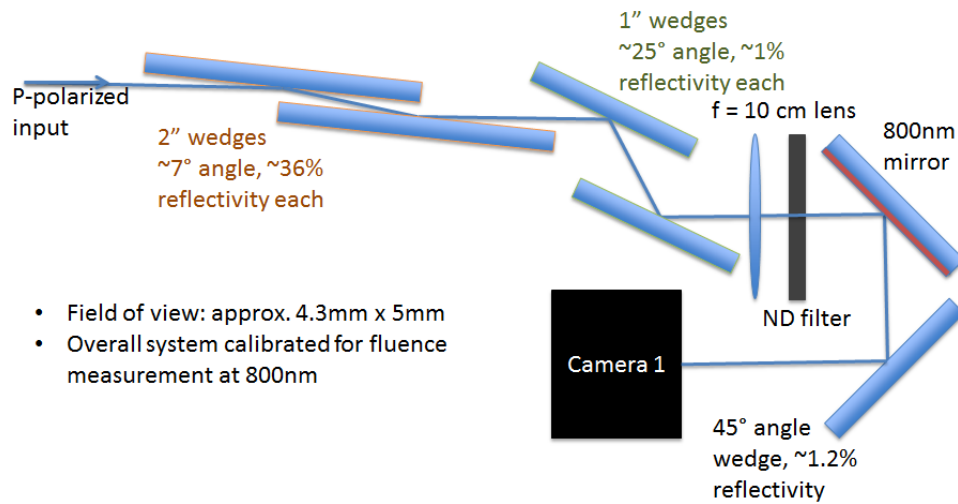 P-polarized
input
2” wedges
~7° angle, ~36%
reflectivity each
1” wedges
~25° angle, ~1%
reflectivity each
f = 10 cm lens
800nm
mirror
ND filter
• Field of view: approx. 4.3mm x 5mm
• Overall system calibrated for fluence
measurement at 800nm
Camera 1
45° angle
wedge, ~1.2%
reflectivity